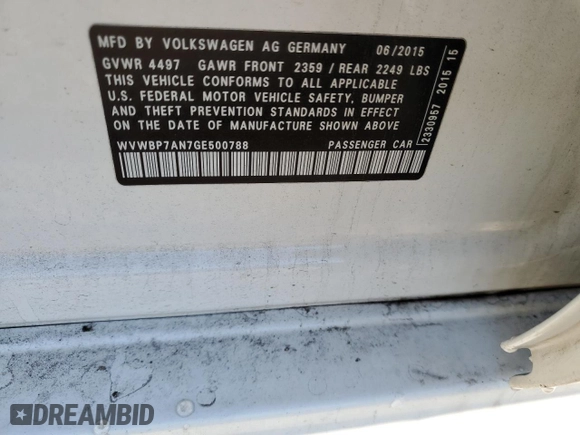 MFD BY VOLKSWAGEN AG GERMANY 06/2015
GVWR 4497 GAWR FRONT 2359 / REAR 2249 LBS
THIS VEHICLE CONFORMS TO ALL APPLICABLE
U.S. FEDERAL MOTOR VEHICLE SAFETY, BUMPER
AND THEFT PREVENTION STANDARDS IN EFFECT
ON THE DATE OF MANUFACTURE SHOWN ABOVE.
WVWBP7AN7GE500788 PASSENGER CAR
2330957 2015 15
DREAMBID